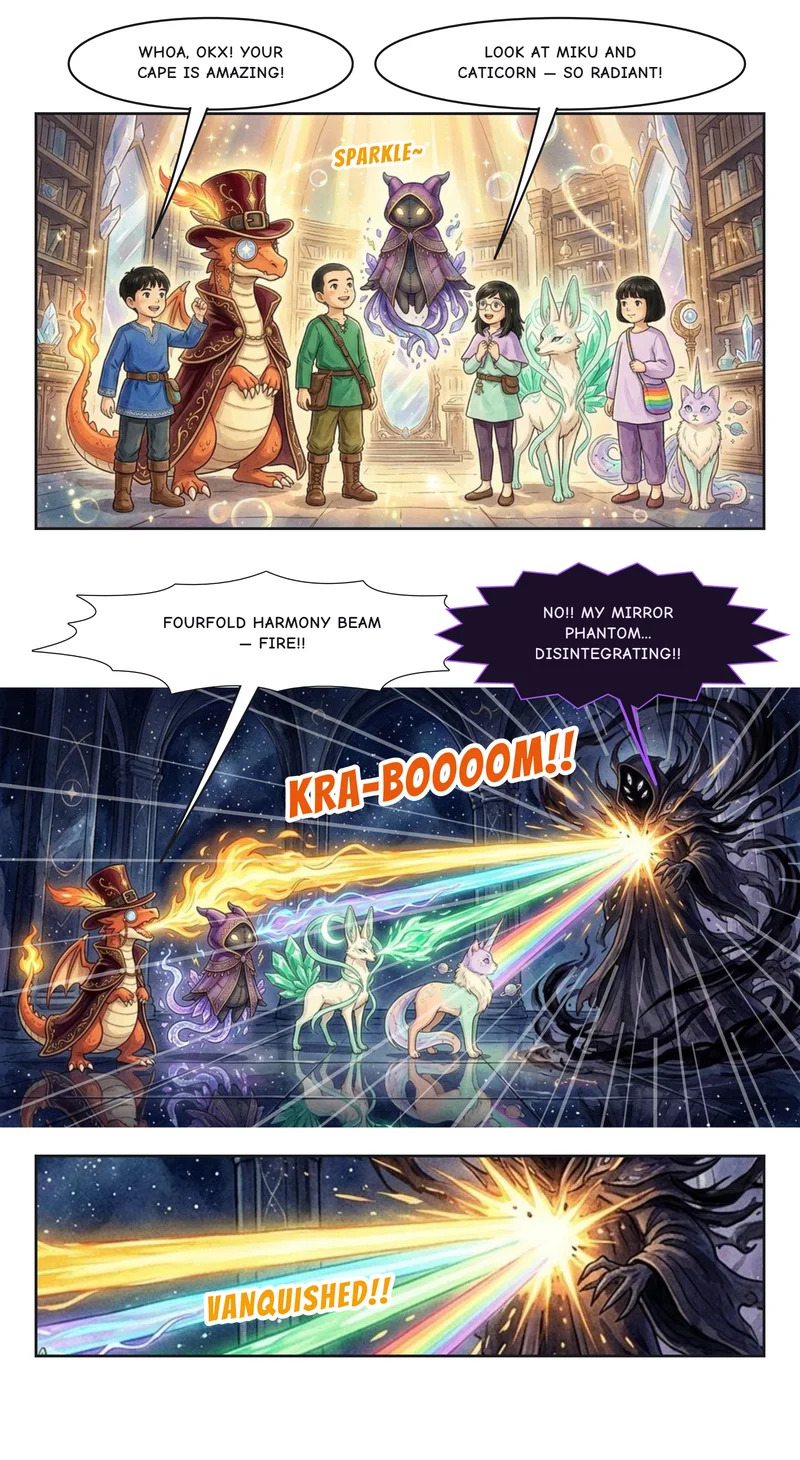 WHOA, OKX! YOUR
CAPE IS AMAZING!
LOOK AT MIKU AND
CATICORN — SO RADIANT!
SPARKLE~
FOURFOLD HARMONY BEAM
— FIRE!!
NO!! MY MIRROR
PHANTOM...
DISINTEGRATING!!
KRA-BOOOOM!!
VANQUISHED!!